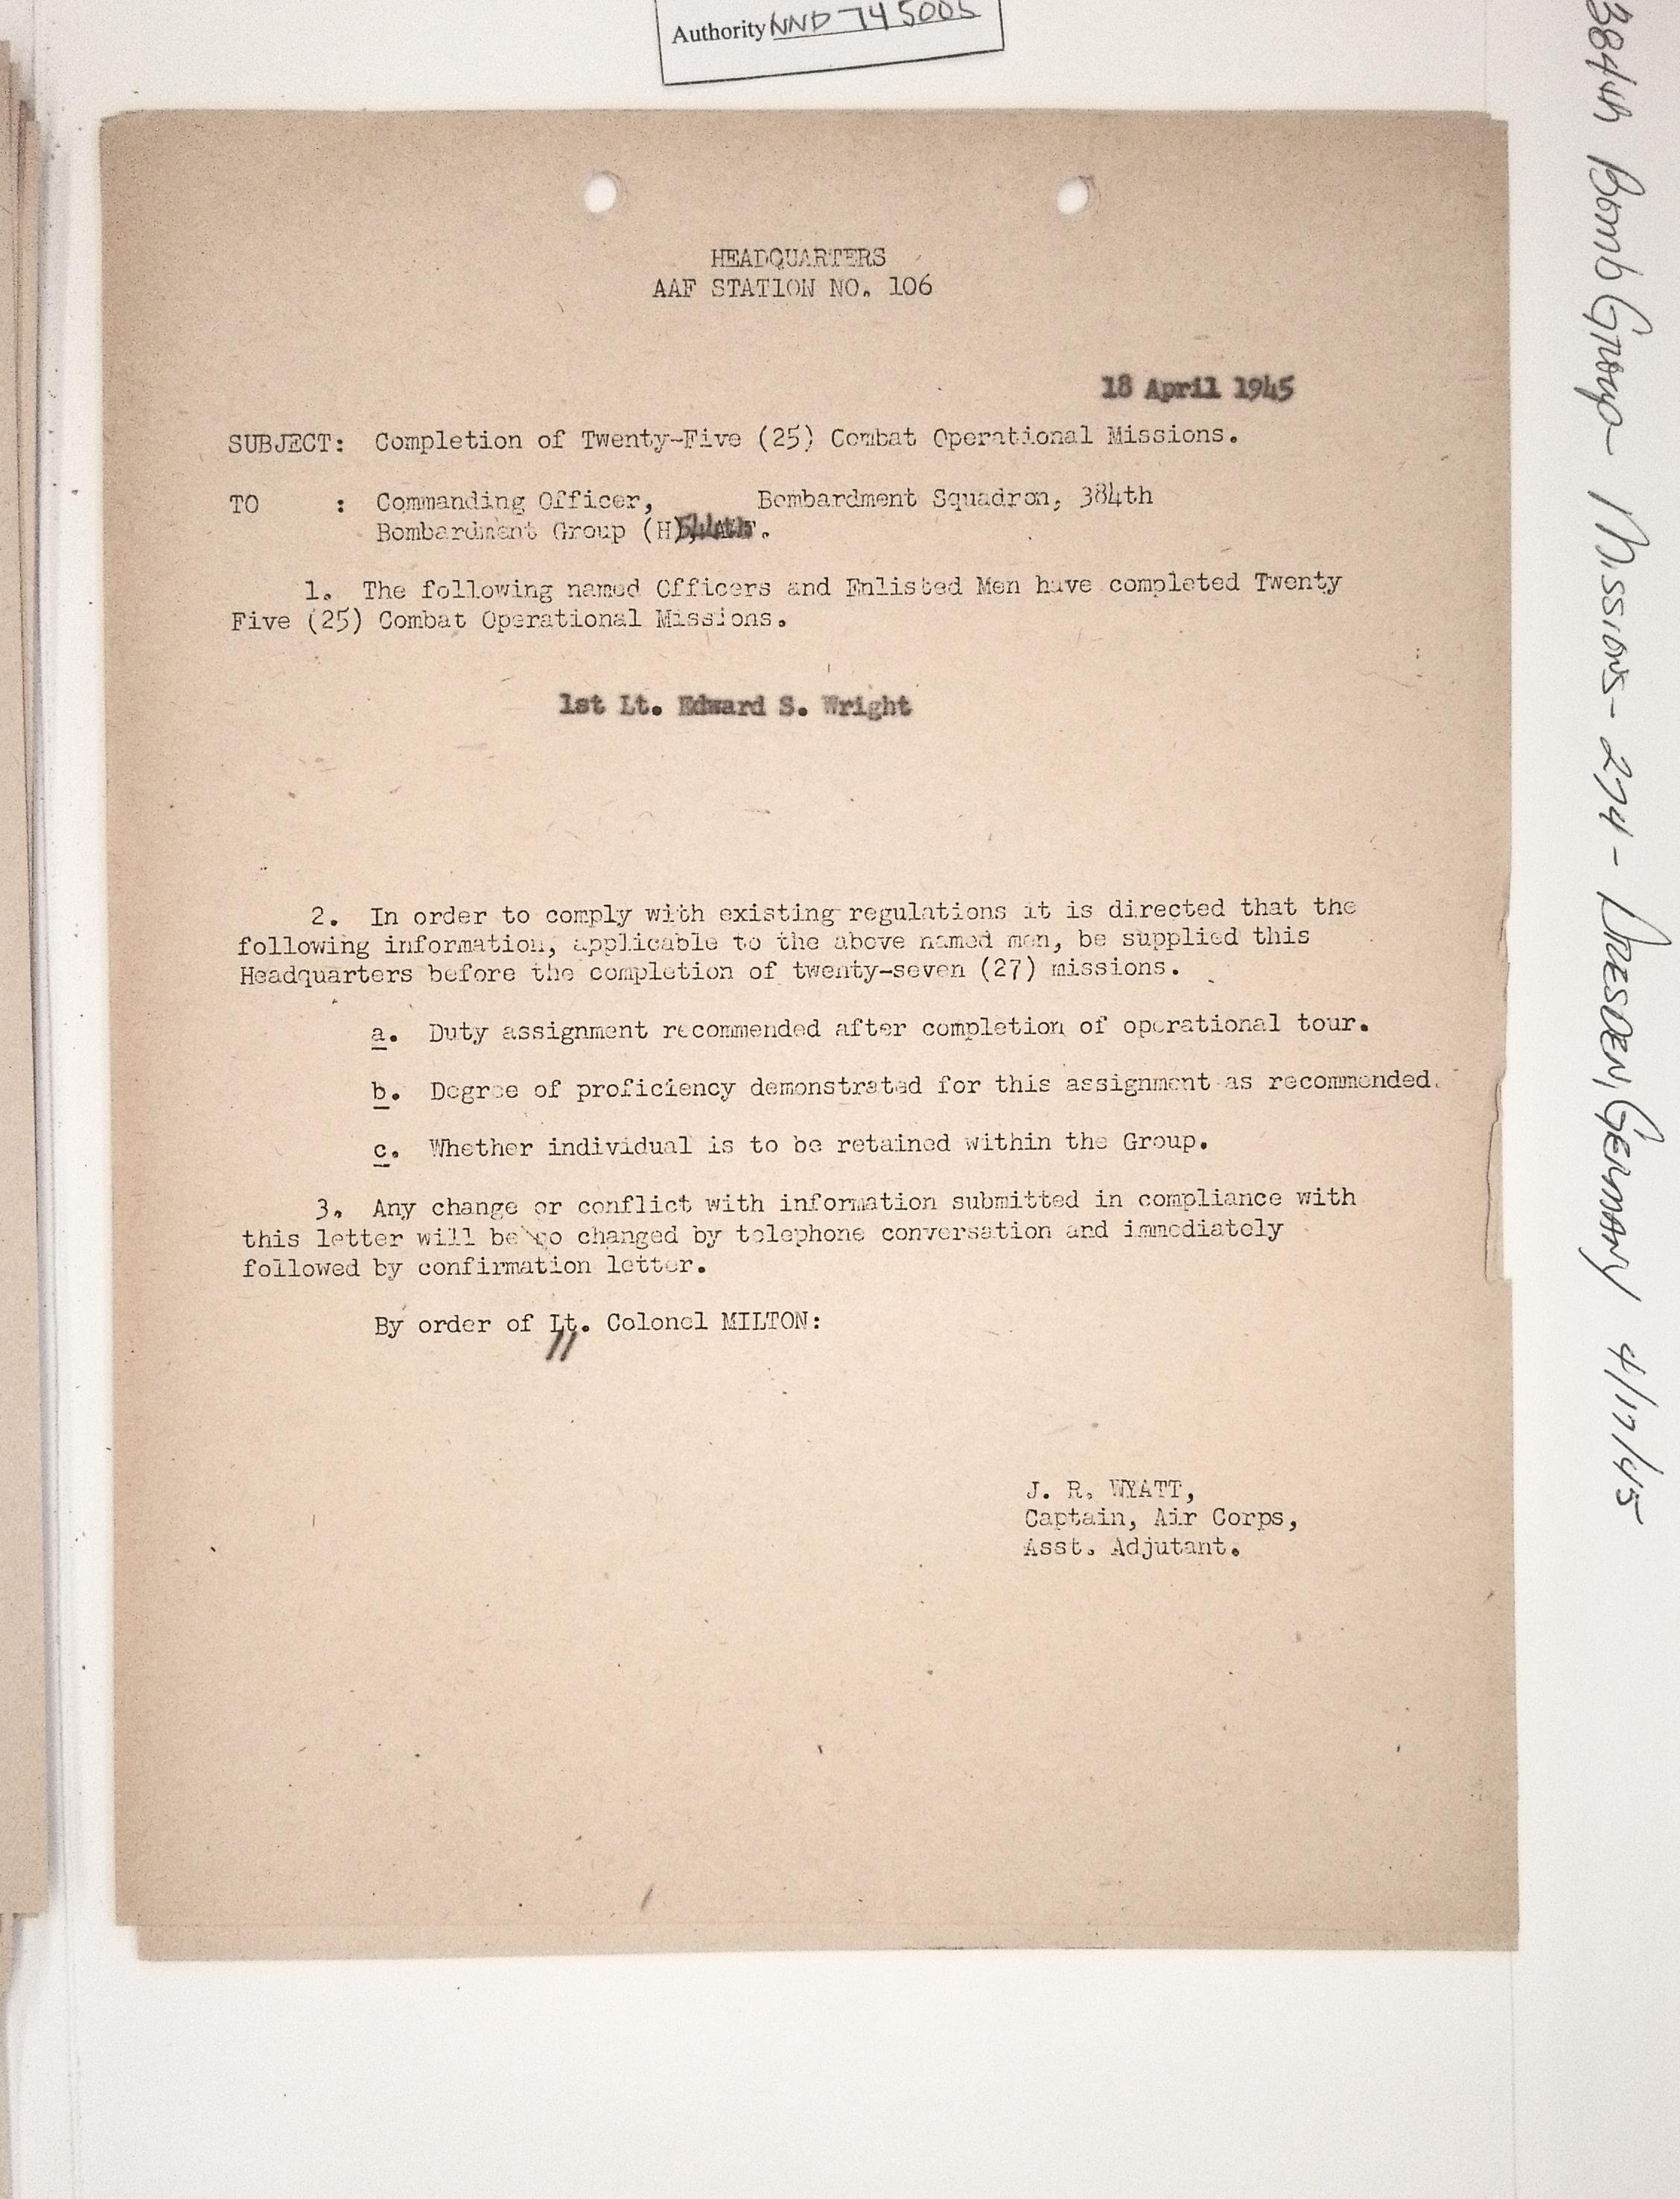 Authority NND 745005
HEADQUARTERS
AAF STATION NO. 106
18 April 1945
SUBJECT: Completion of Twenty-Five (25) Combat Operational Missions.
TO : Commanding Officer, Bombardment Squadron, 384th
Bombardment Group (H),
1. The following named Officers and Enlisted Men have completed Twenty
Five (25) Combat Operational Missions.
1st Lt. Edward S. Wright
2. In order to comply with existing regulations it is directed that the
following information, applicable to the above named men, be supplied this
Headquarters before the completion of twenty-seven (27) missions.
a. Duty assignment recommended after completion of operational tour.
b. Degree of proficiency demonstrated for this assignment as recommended.
c. Whether individual is to be retained within the Group.
3. Any change or conflict with information submitted in compliance with
this letter will be so changed by telephone conversation and immediately
followed by confirmation letter.
By order of Lt. Colonel MILTON:
J. R. WYATT,
Captain, Air Corps,
Asst. Adjutant.
384th Bomb Group - Missions - 274 - DRESDEN, GERMANY 4/17/45